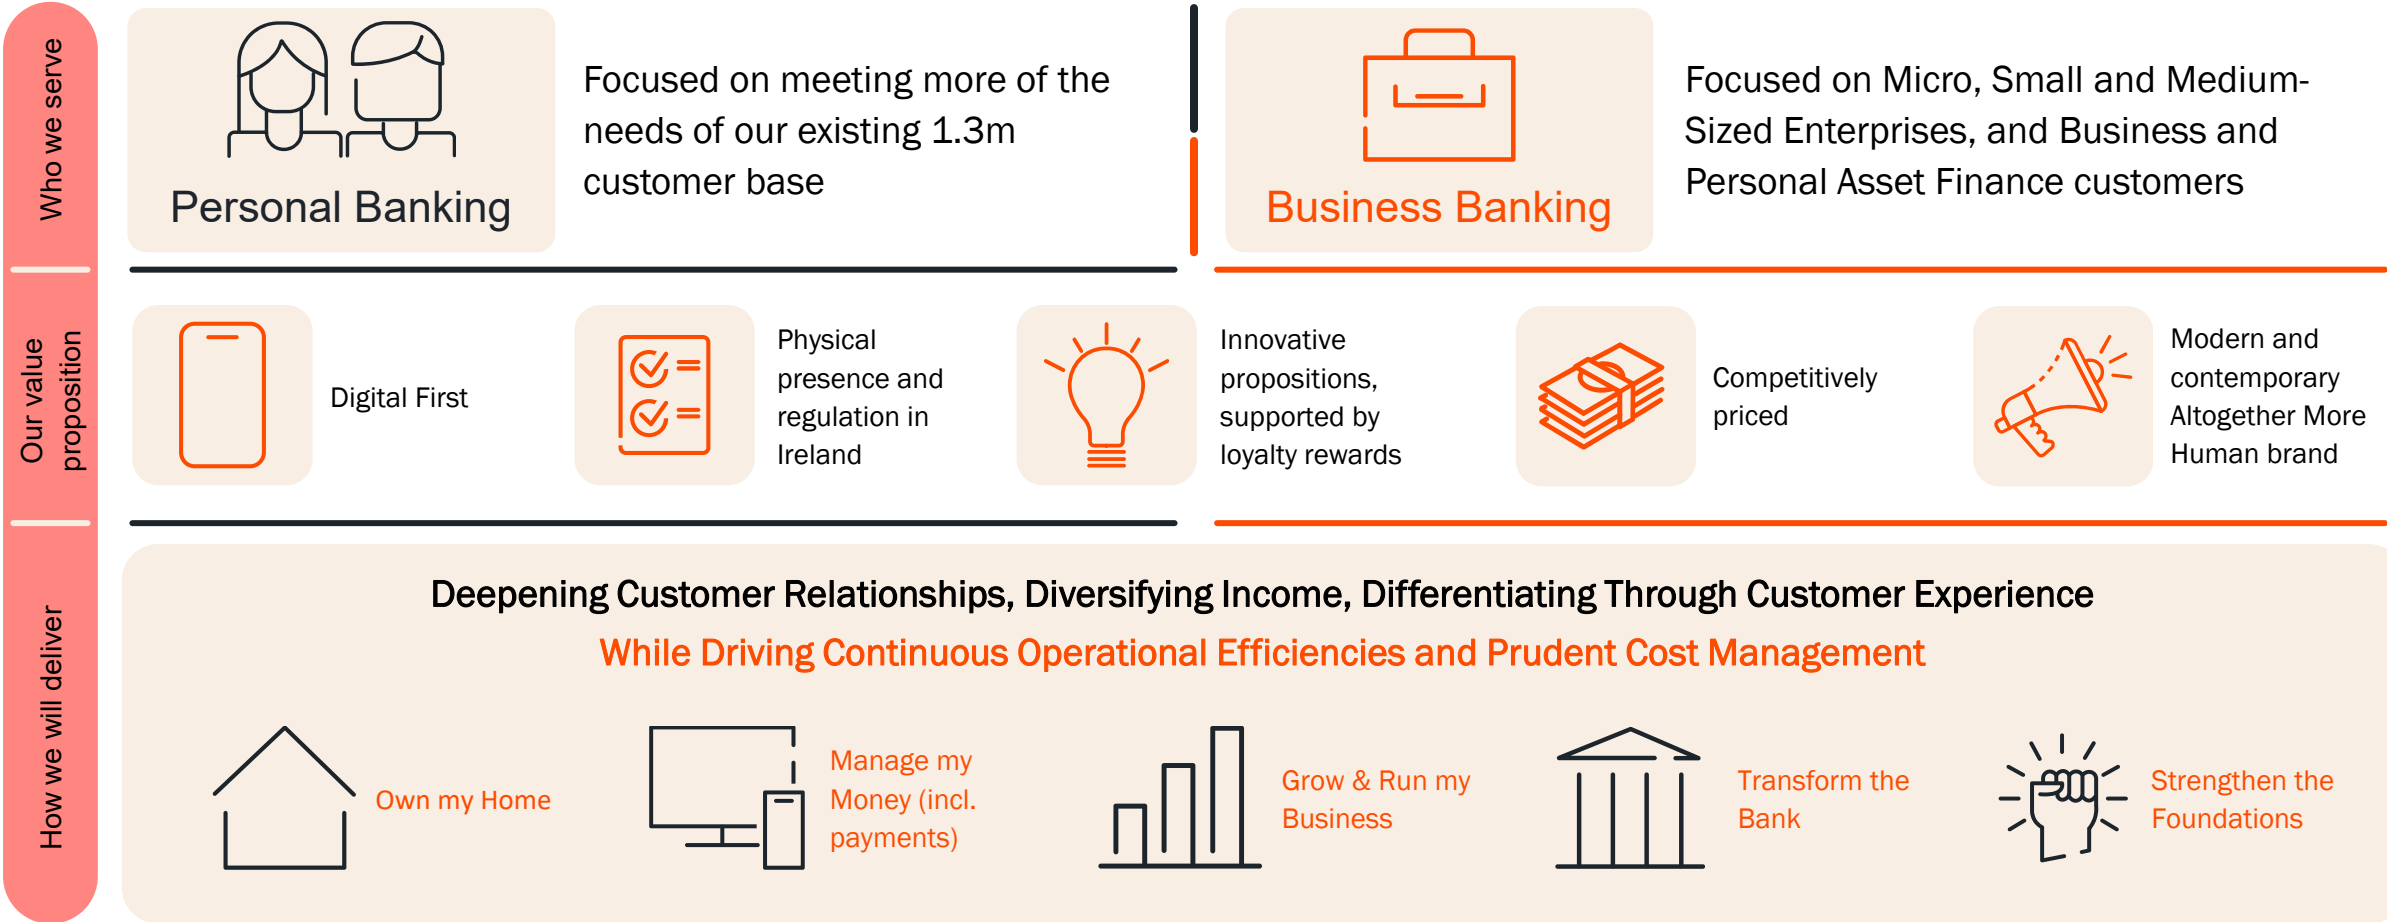 Who we serve
Personal Banking
Focused on meeting more of the
needs of our existing 1.3m
customer base
Business Banking
Focused on Micro, Small and Medium-
Sized Enterprises, and Business and
Personal Asset Finance customers
Our value
proposition
Digital First
Physical
presence and
regulation in
Ireland
Innovative
propositions,
supported by
loyalty rewards
Competitively
priced
Modern and
contemporary
Altogether More
Human brand
How we will deliver
Deepening Customer Relationships, Diversifying Income, Differentiating Through Customer Experience
While Driving Continuous Operational Efficiencies and Prudent Cost Management
Own my Home
Manage my
Money (incl.
payments)
Grow & Run my
Business
Transform the
Bank
Strengthen the
Foundations